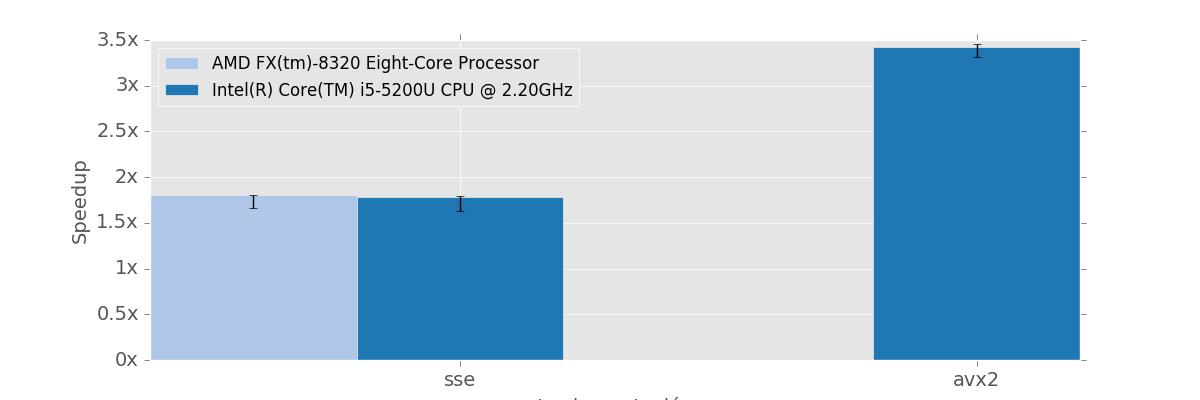 3.5x
3x
2.5x
2x
1.5x
1x
0.5x
0x
Speedup
AMD FX(tm)-8320 Eight-Core Processor
Intel(R) Core(TM) i5-5200U CPU @ 2.20GHz
sse
avx2